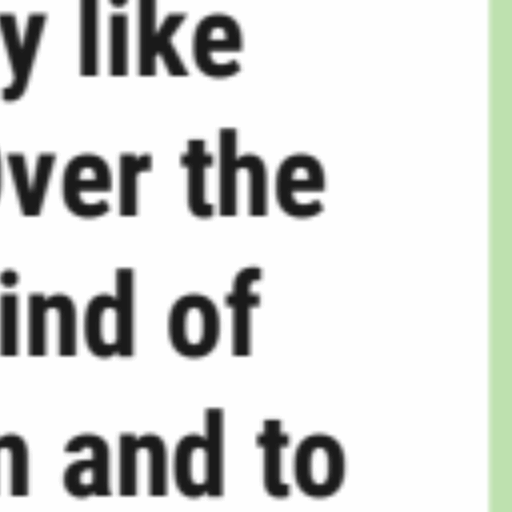 y like
ver the
ind of
n and to